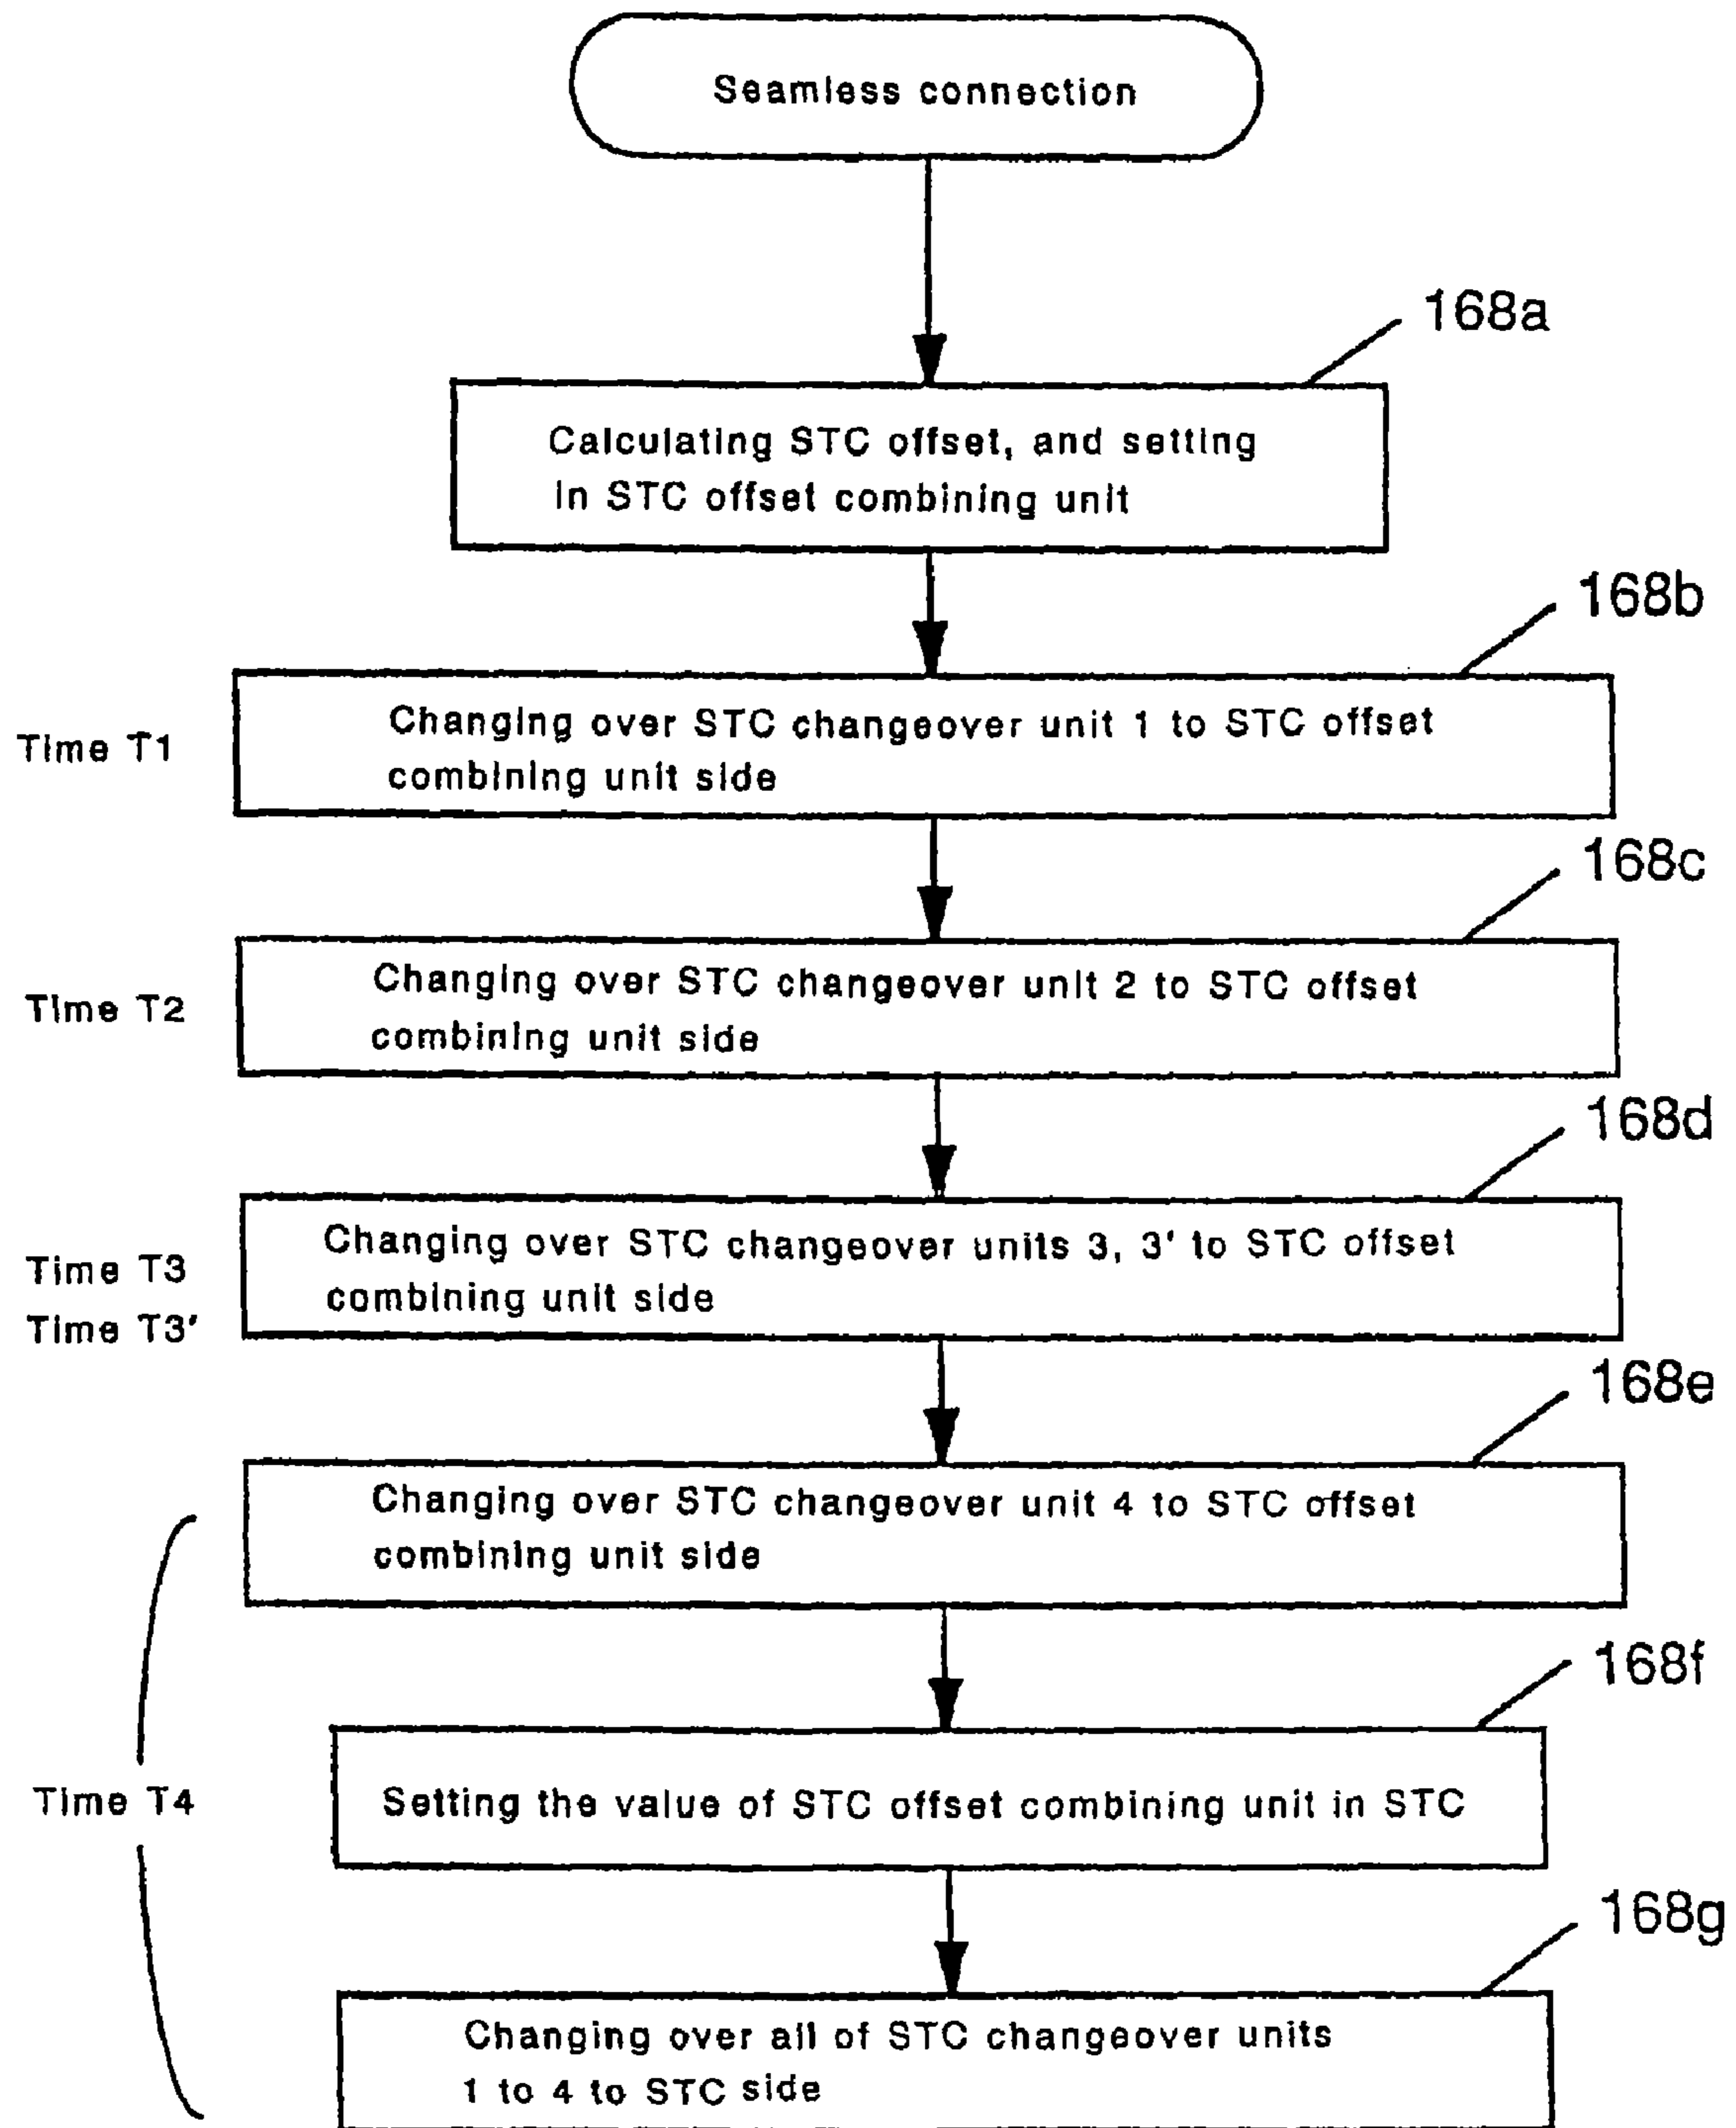 Seamless connection
168a
Calculating STC offset, and setting
in STC offset combining unit
168b
Time T1
Changing over STC changeover unit 1 to STC offset
combining unit side
168c
Time T2
Changing over STC changeover unit 2 to STC offset
combining unit side
168d
Time T3
Time T3'
Changing over STC changeover units 3, 3' to STC offset
combining unit side
168e
Changing over STC changeover unit 4 to STC offset
combining unit side
168f
Time T4
Setting the value of STC offset combining unit in STC
168g
Changing over all of STC changeover units
1 to 4 to STC side